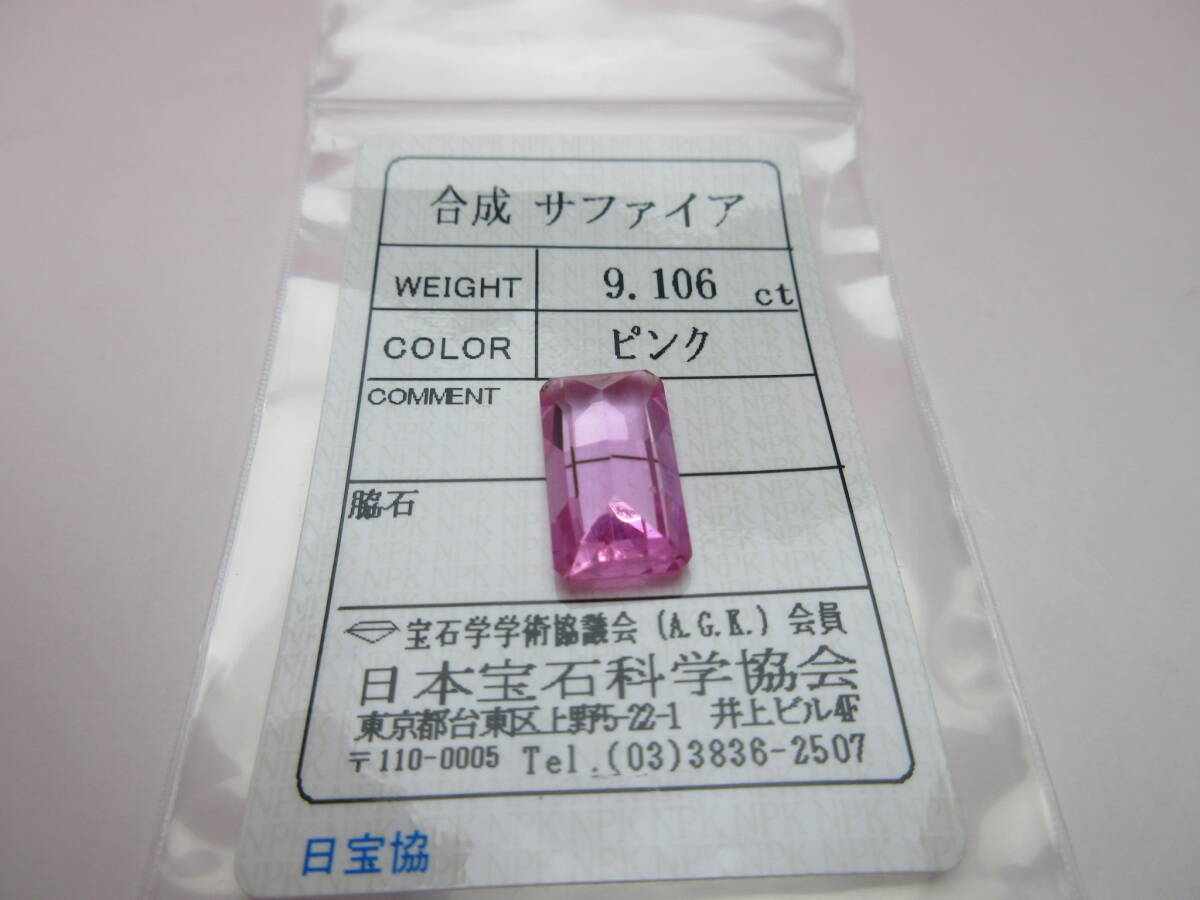 合成 サファイア
WEIGHT 9.106 ct
COLOR ピンク
COMMENT
脇石
宝石学学術協議会 (A.G.K.) 会員
日本宝石科学協会
東京都台東区上野5-22-1 井上ビル4F
〒110-0005 Tel.(03)3836-2507
日宝協